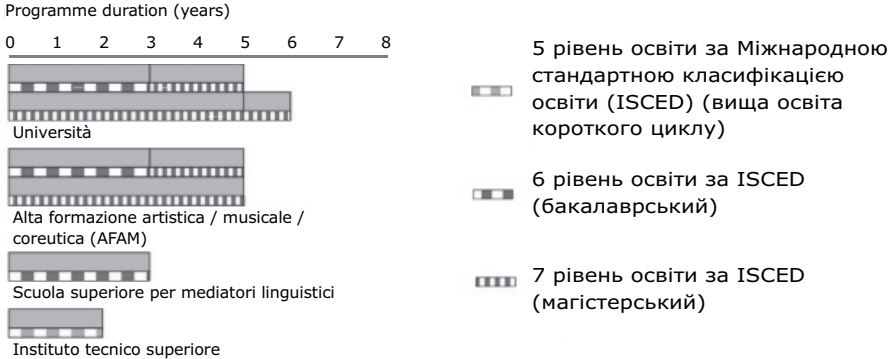 Programme duration (years)
0 1 2 3 4 5 6 7 8
Università
Alta formazione artistica / musicale /
coreutica (AFAM)
Scuola superiore per mediatori linguistici
Instituto tecnico superiore
5 рівень освіти за Міжнародною
стандартною класифікацією
освіти (ISCED) (вища освіта
короткого циклу)
6 рівень освіти за ISCED
(бакалаврський)
7 рівень освіти за ISCED
(магістерський)